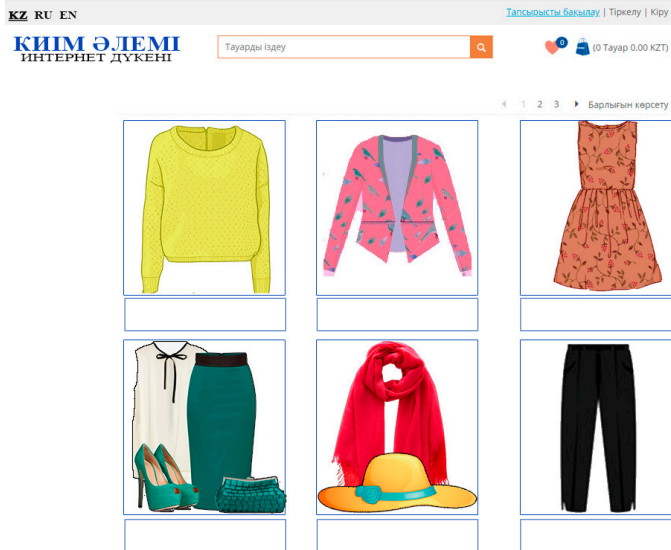 KZ RU EN
Тапсырысты бақылау | Тіркелу | Кіру
КИІМ ӘЛЕМІ
ИНТЕРНЕТ ДҮКЕНІ
Тауарды іздеу
0
(0 Тауар 0,00 KZT)
1 2 3 Барлығын көрсету